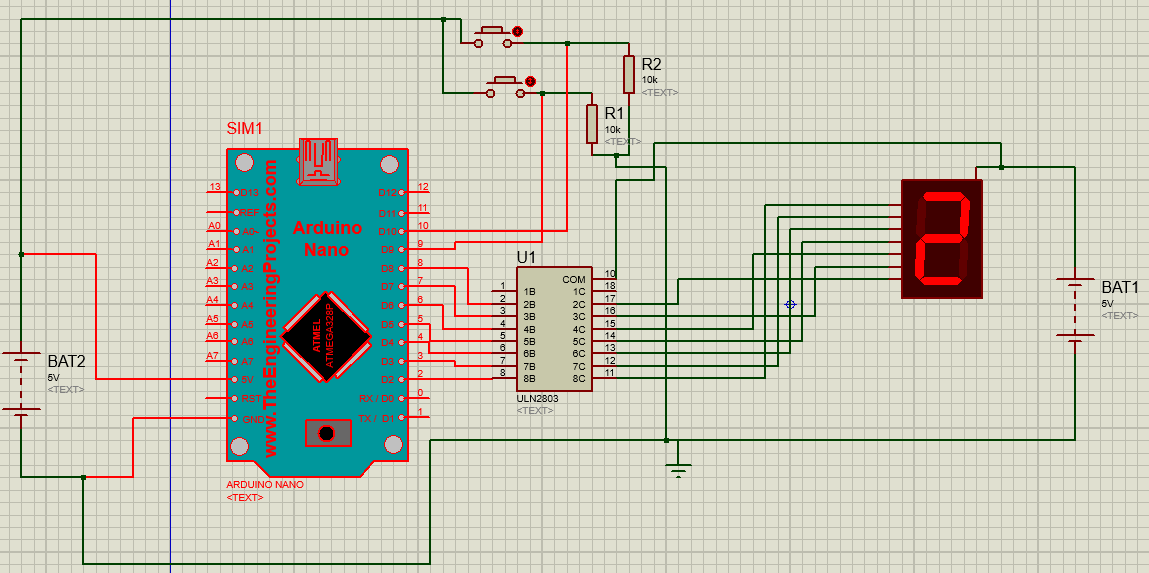 R2
10k
<TEXT>
R1
10k
<TEXT>
SIM1
www.TheEngineeringProjects.com
Arduino
Nano
ATMEL
ATMEGA328P
13 D13
REF
A0 A0
A1 A1
A2 A2
A3 A3
A4 A4
A5 A5
A6 A6
A7 A7
5V
RST
GND
D12 12
D11 11
D10 10
D9 9
D8 8
D7 7
D6 6
D5 5
D4 4
D3 3
D2 2
RX / D0 0
TX / D1 1
ARDUINO NANO
<TEXT>
BAT2
5V
<TEXT>
U1
COM 10
1 1B 1C 18
2 2B 2C 17
3 3B 3C 16
4 4B 4C 15
5 5B 5C 14
6 6B 6C 13
7 7B 7C 12
8 8B 8C 11
ULN2803
<TEXT>
2
BAT1
5V
<TEXT>